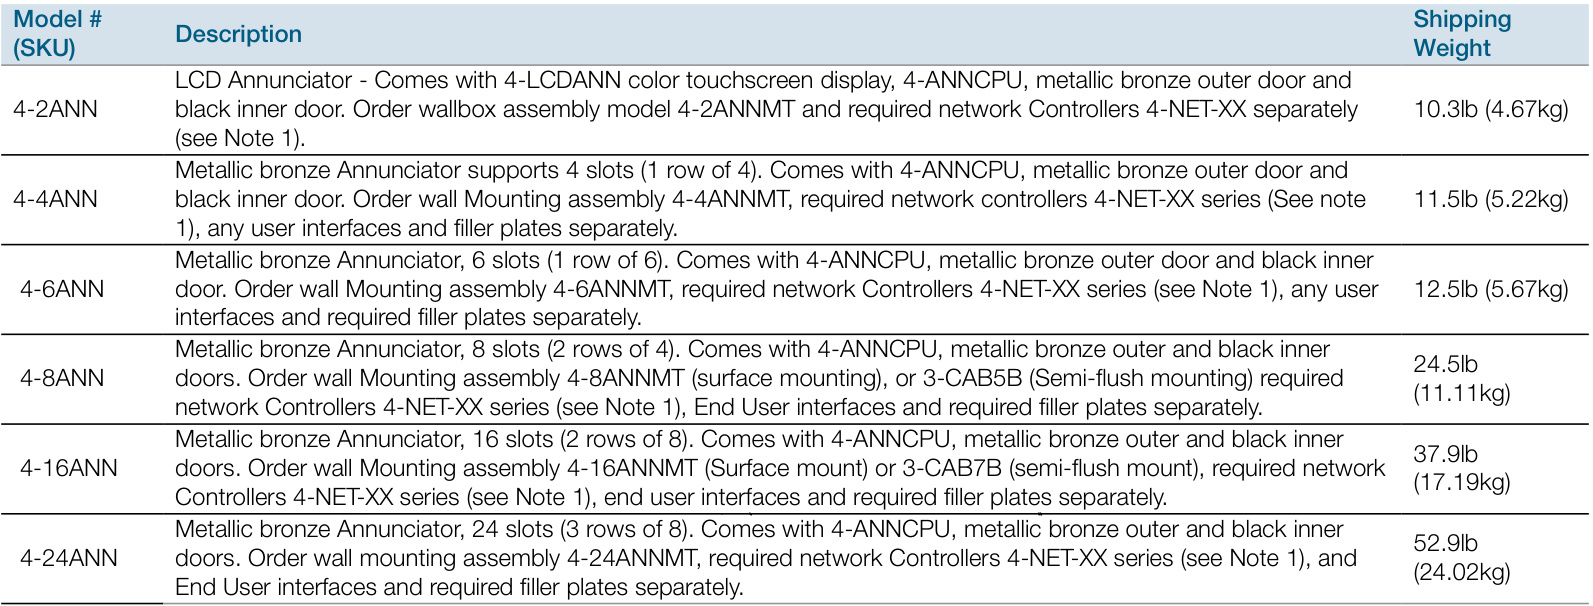 Model #
(SKU)
Description
Shipping
Weight
4-2ANN
LCD Annunciator - Comes with 4-LCDANN color touchscreen display, 4-ANNCPU, metallic bronze outer door and
black inner door. Order wallbox assembly model 4-2ANNMT and required network Controllers 4-NET-XX separately
(see Note 1).
10.3lb (4.67kg)
4-4ANN
Metallic bronze Annunciator supports 4 slots (1 row of 4). Comes with 4-ANNCPU, metallic bronze outer door and
black inner door. Order wall Mounting assembly 4-4ANNMT, required network controllers 4-NET-XX series (See note
1), any user interfaces and filler plates separately.
11.5lb (5.22kg)
4-6ANN
Metallic bronze Annunciator, 6 slots (1 row of 6). Comes with 4-ANNCPU, metallic bronze outer door and black inner
door. Order wall Mounting assembly 4-6ANNMT, required network Controllers 4-NET-XX series (see Note 1), any user
interfaces and required filler plates separately.
12.5lb (5.67kg)
4-8ANN
Metallic bronze Annunciator, 8 slots (2 rows of 4). Comes with 4-ANNCPU, metallic bronze outer and black inner
doors. Order wall Mounting assembly 4-8ANNMT (surface mounting), or 3-CAB5B (Semi-flush mounting) required
network Controllers 4-NET-XX series (see Note 1), End User interfaces and required filler plates separately.
24.5lb
(11.11kg)
4-16ANN
Metallic bronze Annunciator, 16 slots (2 rows of 8). Comes with 4-ANNCPU, metallic bronze outer and black inner
doors. Order wall Mounting assembly 4-16ANNMT (Surface mount) or 3-CAB7B (semi-flush mount), required network
Controllers 4-NET-XX series (see Note 1), end user interfaces and required filler plates separately.
37.9lb
(17.19kg)
4-24ANN
Metallic bronze Annunciator, 24 slots (3 rows of 8). Comes with 4-ANNCPU, metallic bronze outer and black inner
doors. Order wall mounting assembly 4-24ANNMT, required network Controllers 4-NET-XX series (see Note 1), and
End User interfaces and required filler plates separately.
52.9lb
(24.02kg)